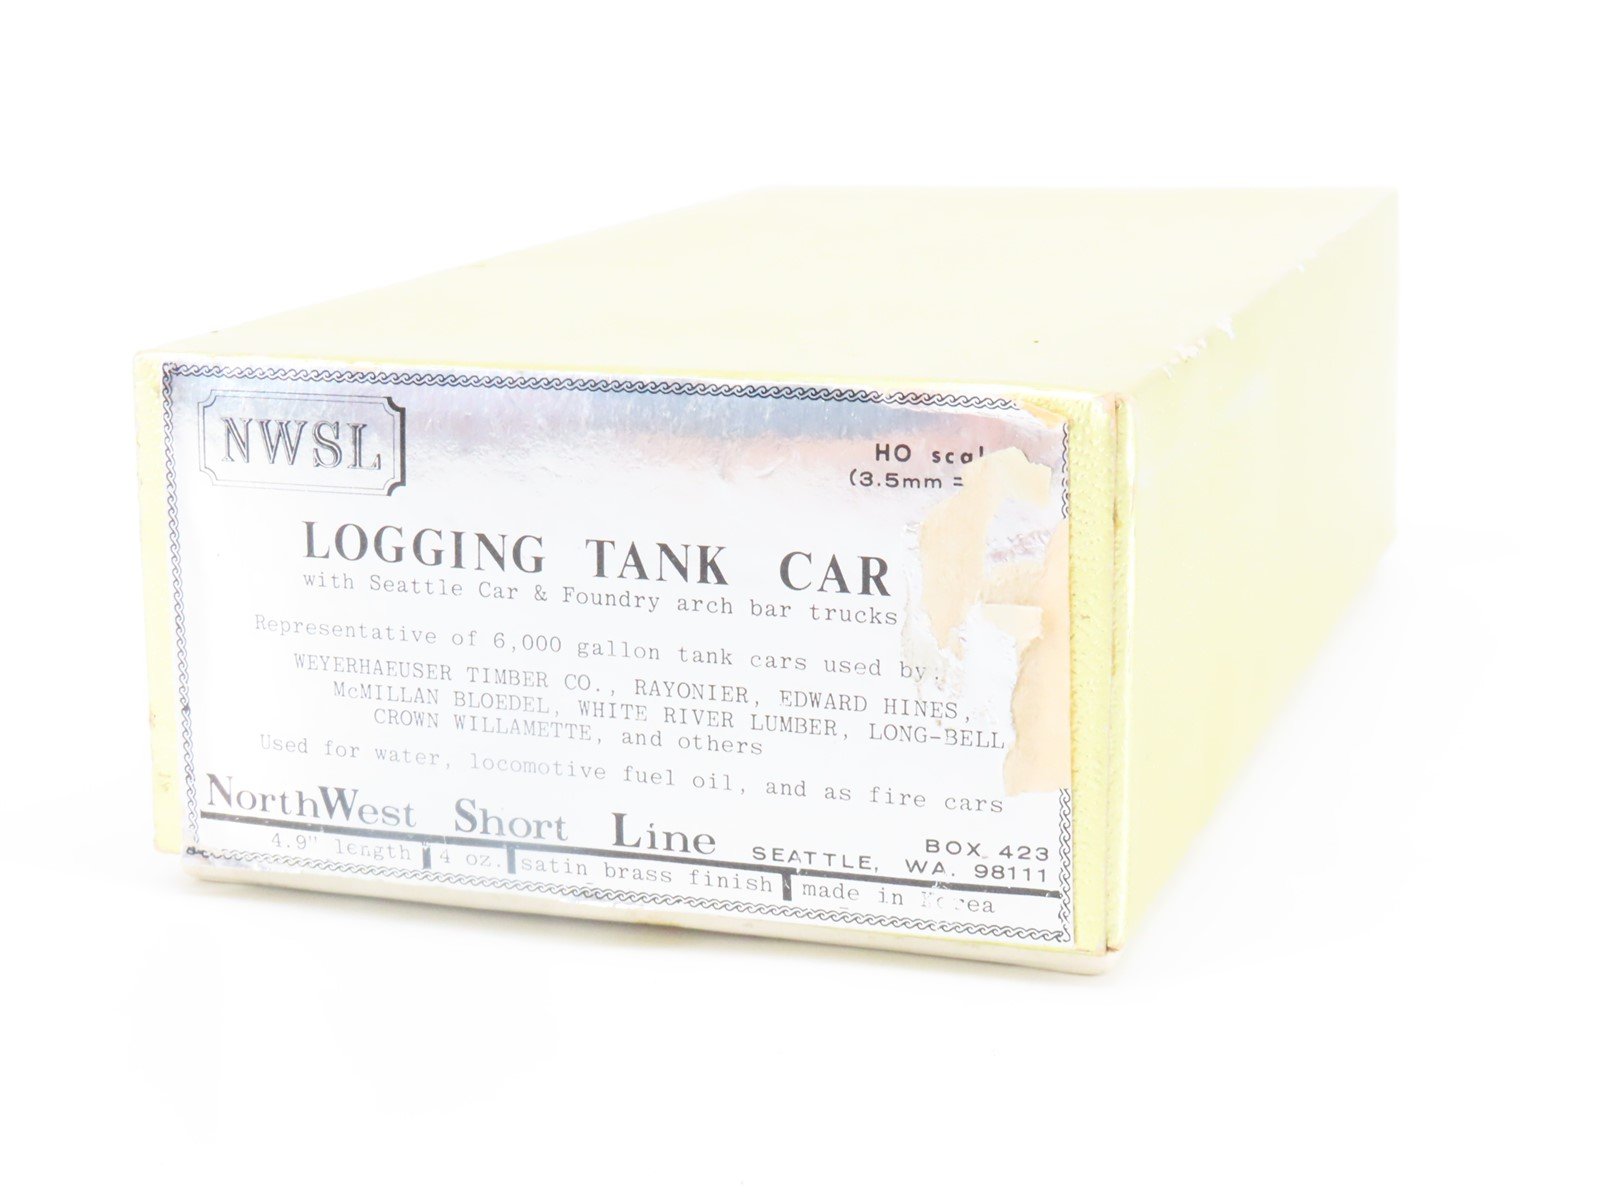 NWSL
HO
(3.5mm =
LOGGING TANK CAR
with Seattle Car & Foundry arch bar trucks
Representative of 6,000 gallon tank cars used by:
WEYERHAEUSER TIMBER CO., RAYONIER, EDWARD HINES,
McMILLAN BLOEDEL, WHITE RIVER LUMBER, LONG-BELL
CROWN WILLAMETTE, and others
Used for water, locomotive fuel oil, and as fire cars
NorthWest Short Line
BOX 423
SEATTLE, WA. 98111
4.9" length 4 oz. satin brass finish made in Korea